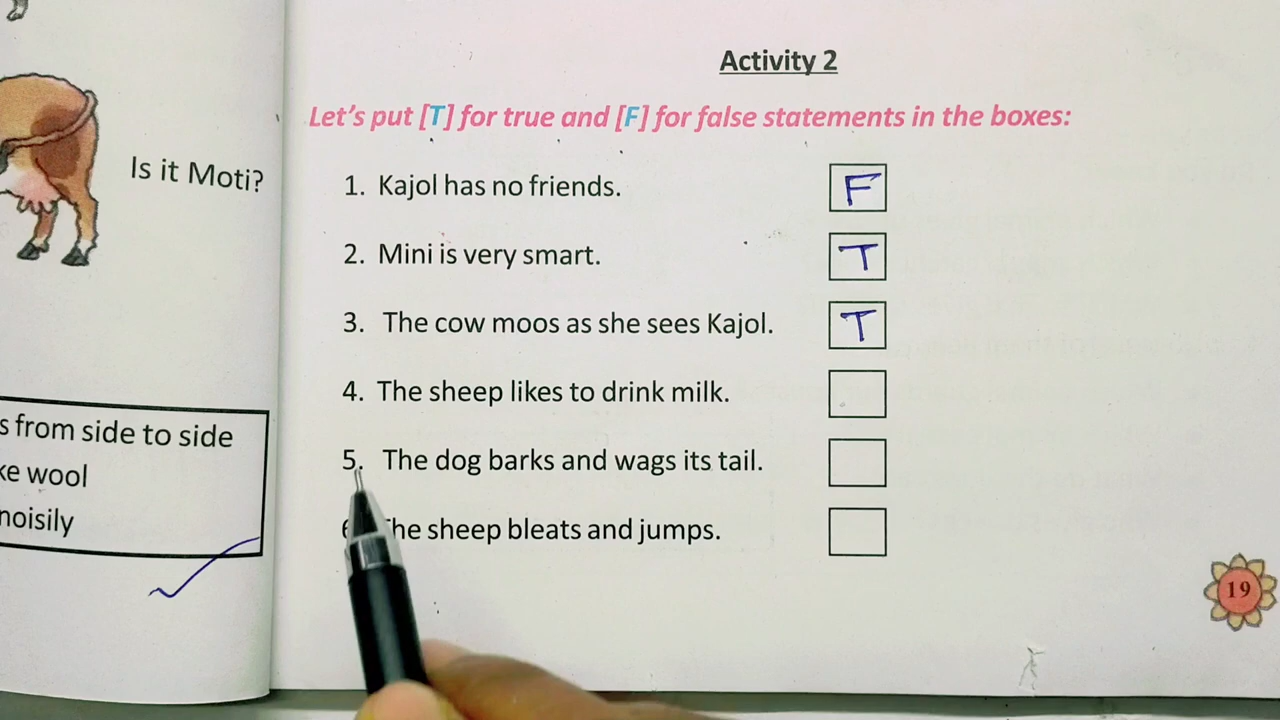 Is it Moti?
s from side to side
ke wool
noisily
Activity 2
Let's put [T] for true and [F] for false statements in the boxes:
1. Kajol has no friends. F
2. Mini is very smart. T
3. The cow moos as she sees Kajol. T
4. The sheep likes to drink milk.
5. The dog barks and wags its tail.
sheep bleats and jumps.
19